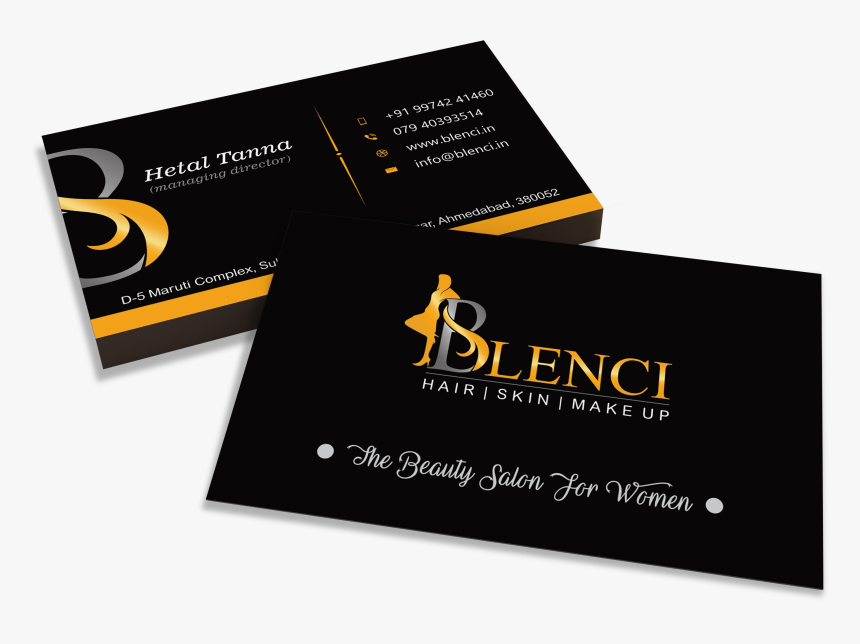 Hetal Tanna
(managing director)
+91 99742 41460
079 40393514
www.blenci.in
info@blenci.in
D-5 Maruti Complex, ar, Ahmedabad, 380052
BLENCI
HAIR | SKIN | MAKE UP
The Beauty Salon For Women